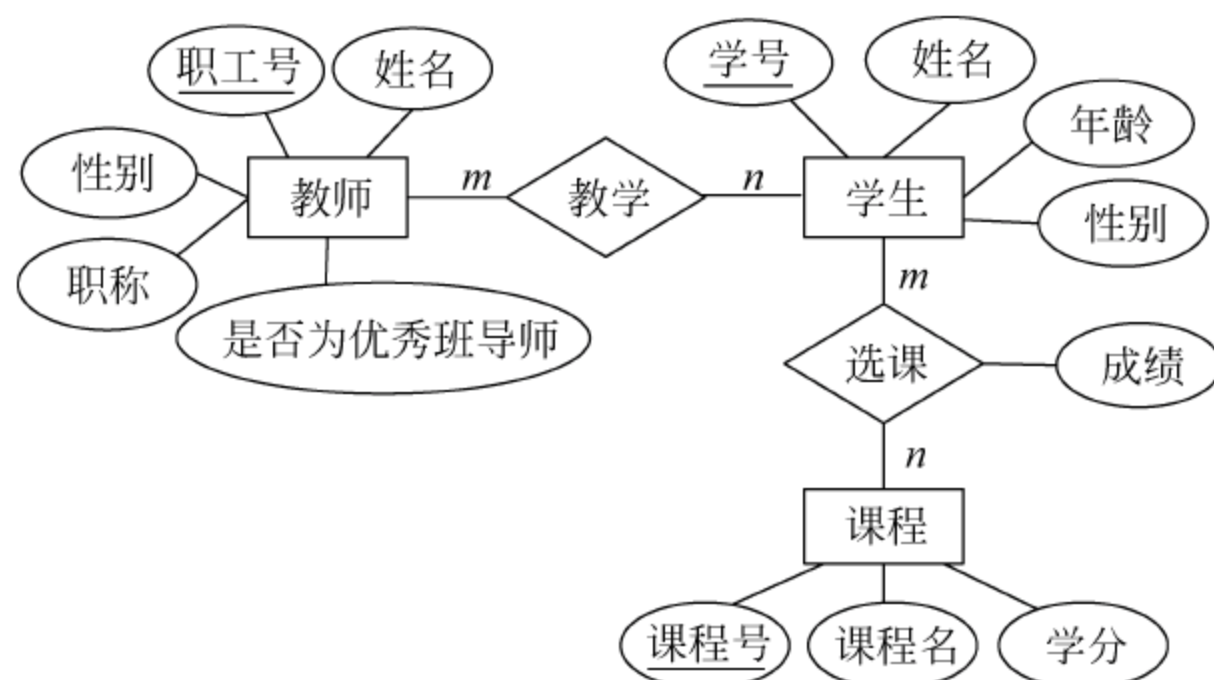 职工号
姓名
学号
姓名
年龄
性别
教师
m
教学
n
学生
性别
职称
m
是否为优秀班导师
选课
成绩
n
课程
课程号
课程名
学分